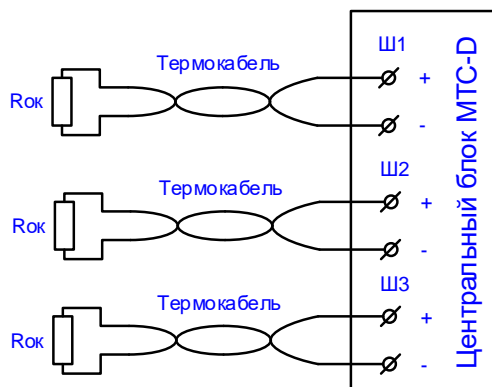 Ш1
Термокабель
+
Rок
-
Ш2
Термокабель
+
Rок
-
Ш3
Термокабель
+
Rок
-
Центральный блок МТС-D